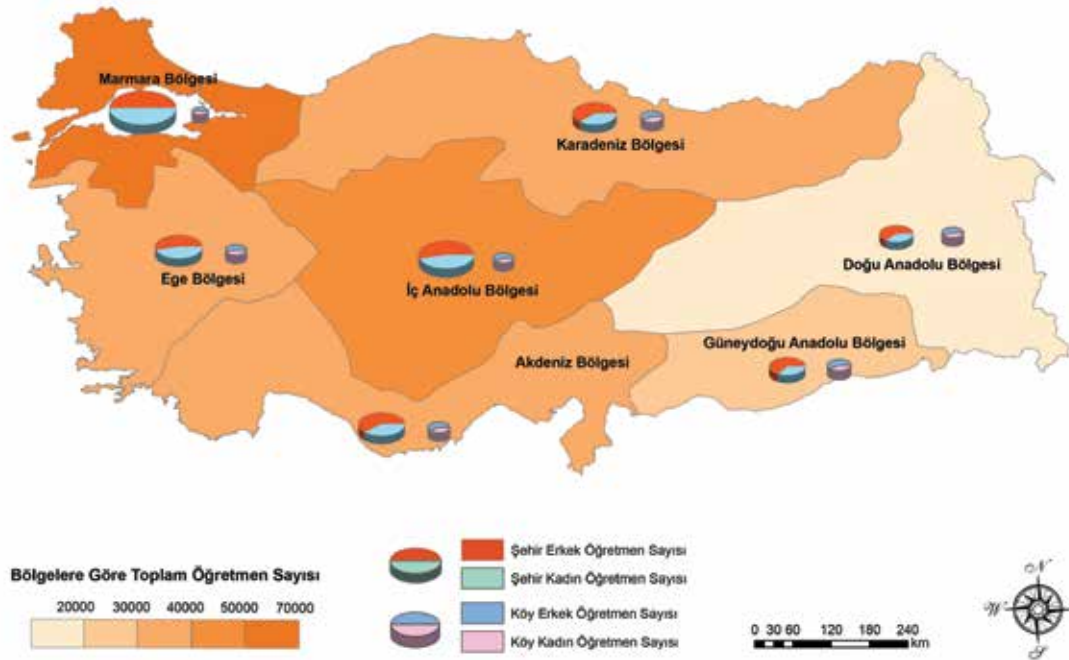 Marmara Bölgesi
Karadeniz Bölgesi
Ege Bölgesi
İç Anadolu Bölgesi
Doğu Anadolu Bölgesi
Akdeniz Bölgesi
Güneydoğu Anadolu Bölgesi
Bölgelere Göre Toplam Öğretmen Sayısı
20000 30000 40000 50000 70000
Şehir Erkek Öğretmen Sayısı
Şehir Kadın Öğretmen Sayısı
Köy Erkek Öğretmen Sayısı
Köy Kadın Öğretmen Sayısı
0 30 60 120 180 240
km
N
W
S